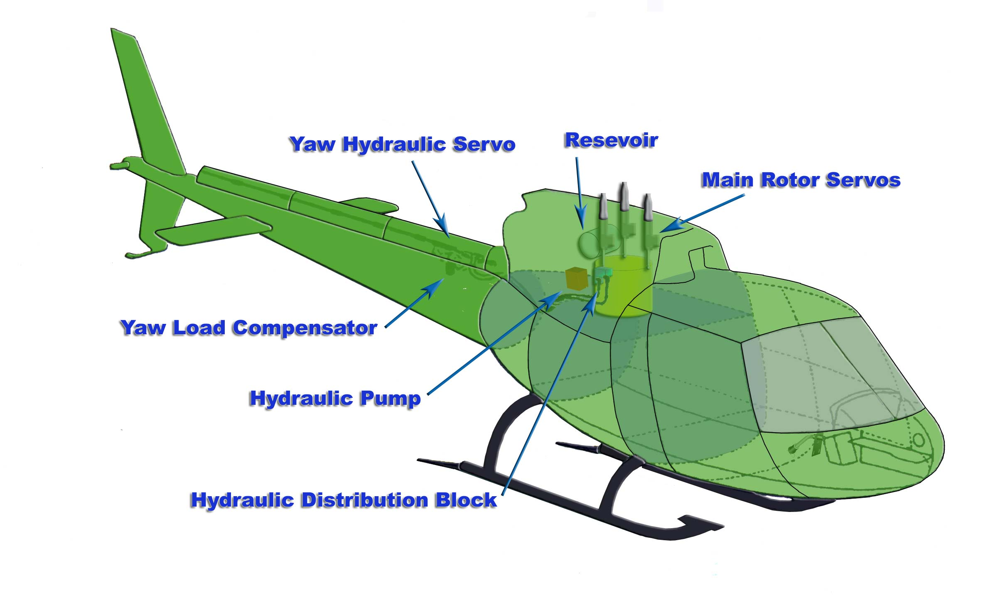 Yaw Hydraulic Servo
Resevoir
Main Rotor Servos
Yaw Load Compensator
Hydraulic Pump
Hydraulic Distribution Block